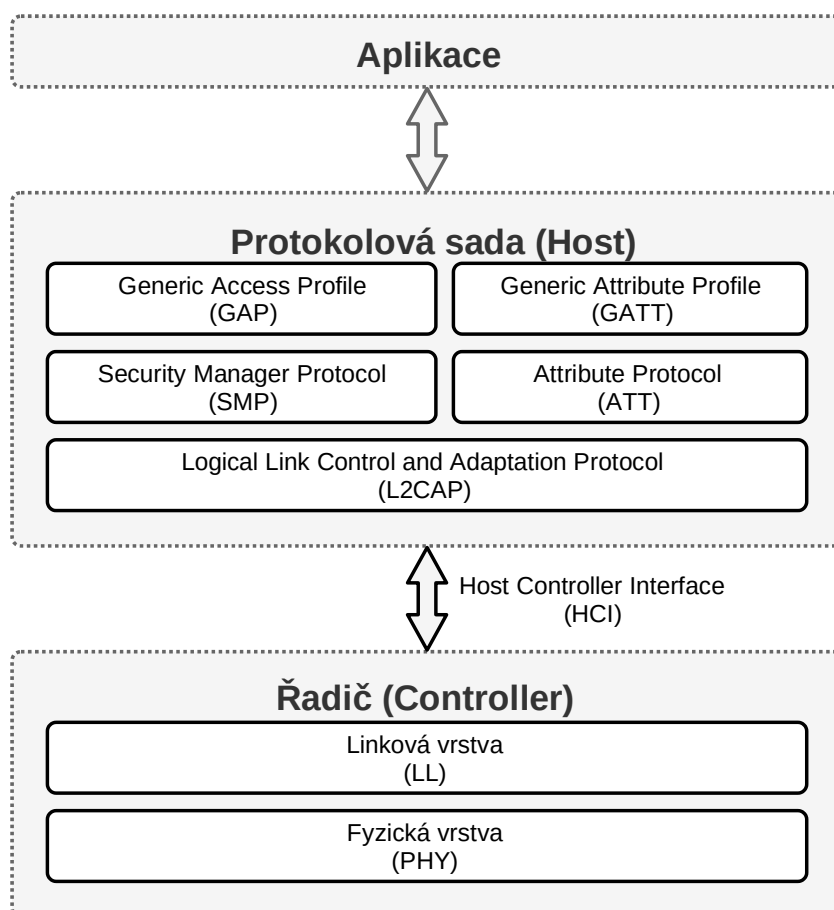 Aplikace
Protokolová sada (Host)
Generic Access Profile
(GAP)
Generic Attribute Profile
(GATT)
Security Manager Protocol
(SMP)
Attribute Protocol
(ATT)
Logical Link Control and Adaptation Protocol
(L2CAP)
Host Controller Interface
(HCI)
Řadič (Controller)
Linková vrstva
(LL)
Fyzická vrstva
(PHY)